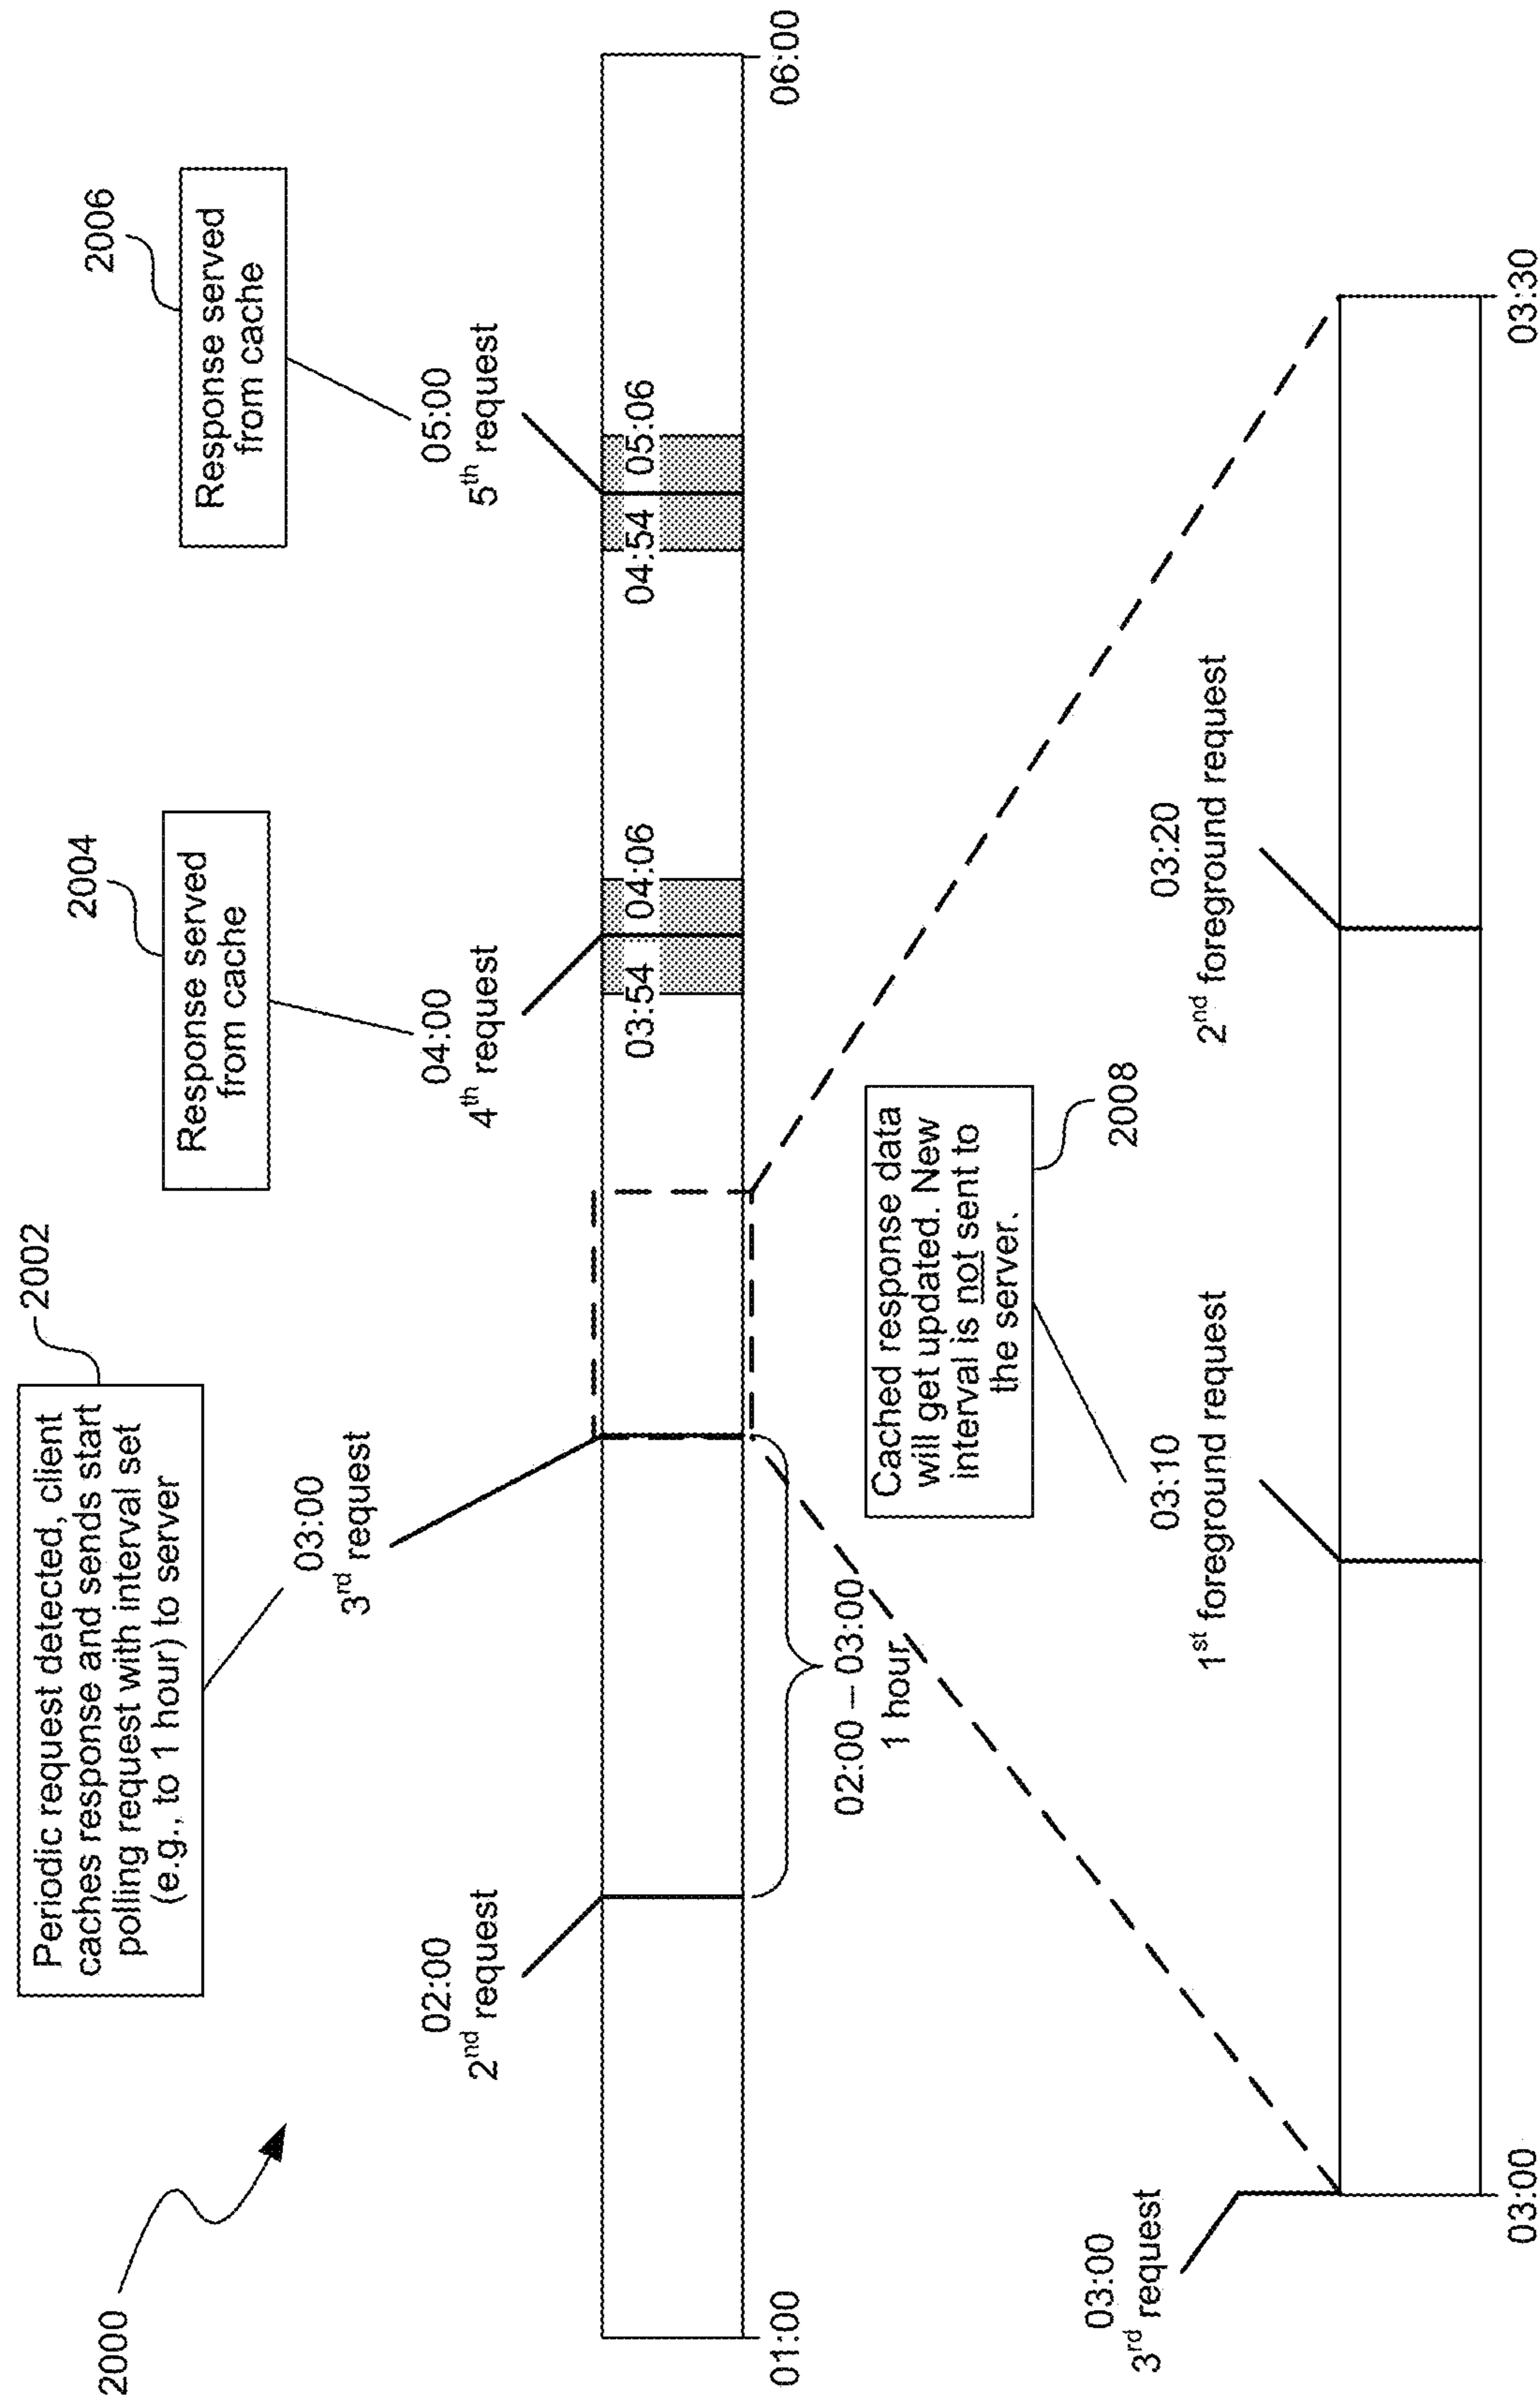 2000
Periodic request detected, client
caches response and sends start
polling request with interval set
(e.g., to 1 hour) to server
2002
Response served
from cache
2004
Response served
from cache
2006
02:00
2nd request
03:00
3rd request
04:00
4th request
05:00
5th request
03:54 04:06
04:54 05:06
01:00
06:00
02:00 – 03:00
1 hour
Cached response data
will get updated. New
interval is not sent to
the server.
2008
03:00
3rd request
03:10
1st foreground request
03:20
2nd foreground request
03:00
03:30